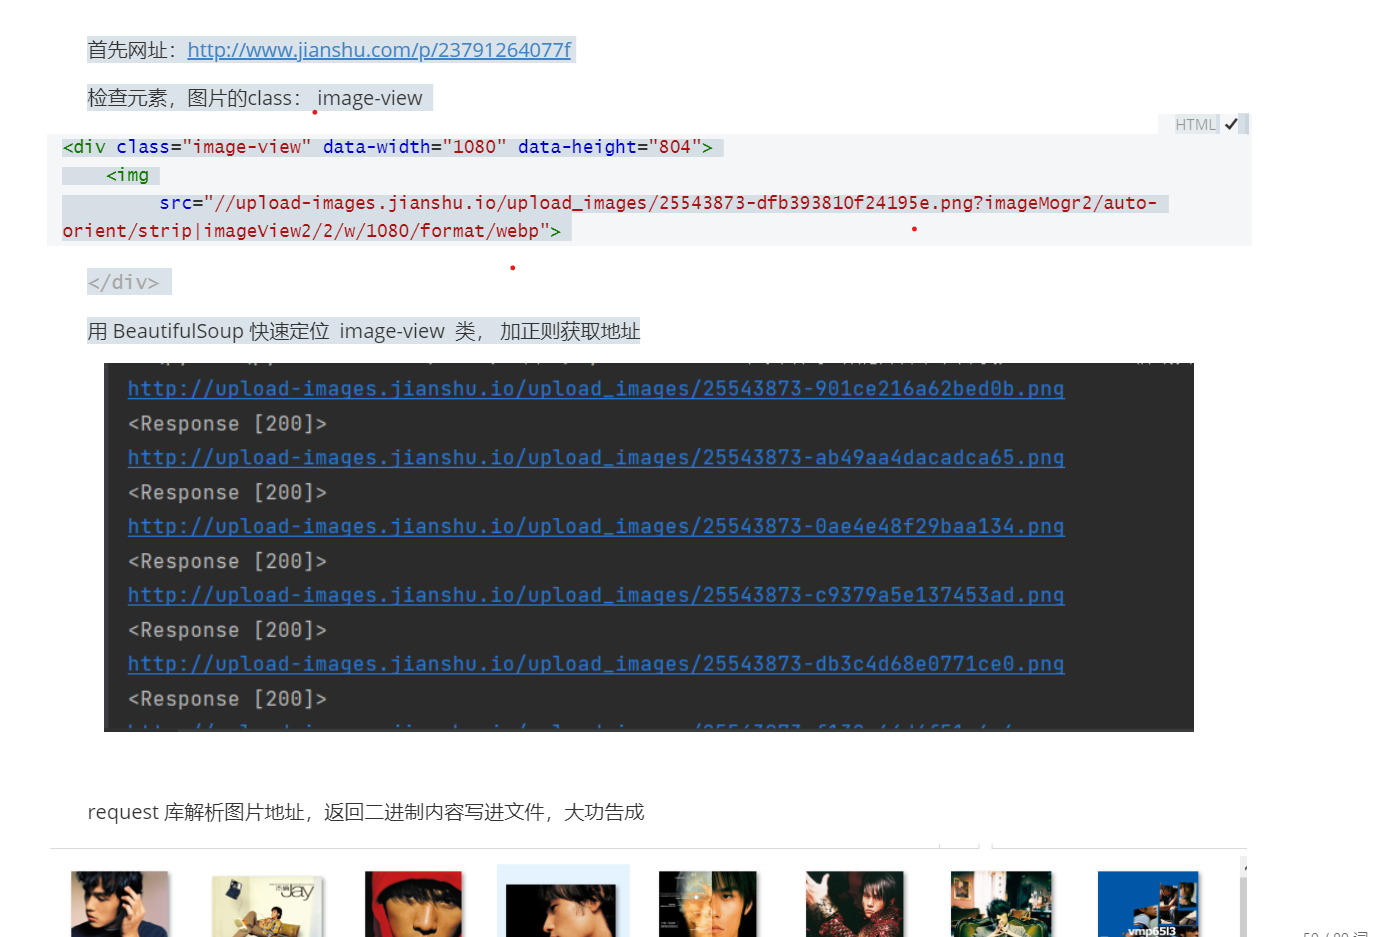 首先网址：http://www.jianshu.com/p/23791264077f
检查元素，图片的class： image-view
HTML
<div class="image-view" data-width="1080" data-height="804">
<img
src="//upload-images.jianshu.io/upload_images/25543873-dfb393810f24195e.png?imageMogr2/auto-
orient/strip|imageView2/2/w/1080/format/webp">
</div>
用 BeautifulSoup 快速定位 image-view 类， 加正则获取地址
http://upload-images.jianshu.io/upload_images/25543873-901ce216a62bed0b.png
<Response [200]>
http://upload-images.jianshu.io/upload_images/25543873-ab49aa4dacadca65.png
<Response [200]>
http://upload-images.jianshu.io/upload_images/25543873-0ae4e48f29baa134.png
<Response [200]>
http://upload-images.jianshu.io/upload_images/25543873-c9379a5e137453ad.png
<Response [200]>
http://upload-images.jianshu.io/upload_images/25543873-db3c4d68e0771ce0.png
<Response [200]>
request 库解析图片地址，返回二进制内容写进文件，大功告成
Jay
vmp65l3